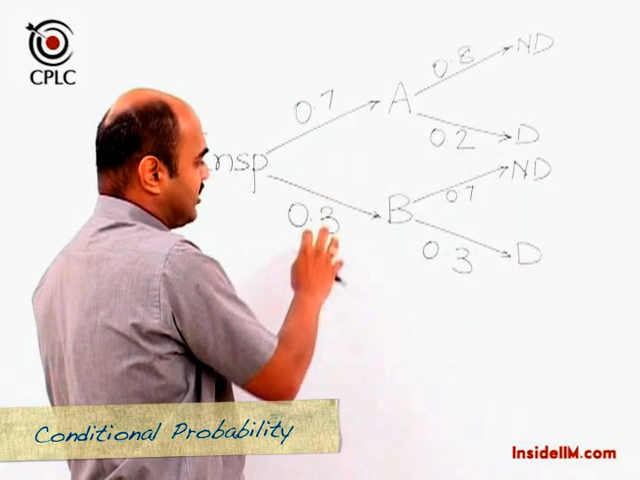 CPLC
nsp
0.7
A
0.8
ND
0.2
D
0.3
B
0.7
ND
0.3
D
Conditional Probability
InsideIIM.com